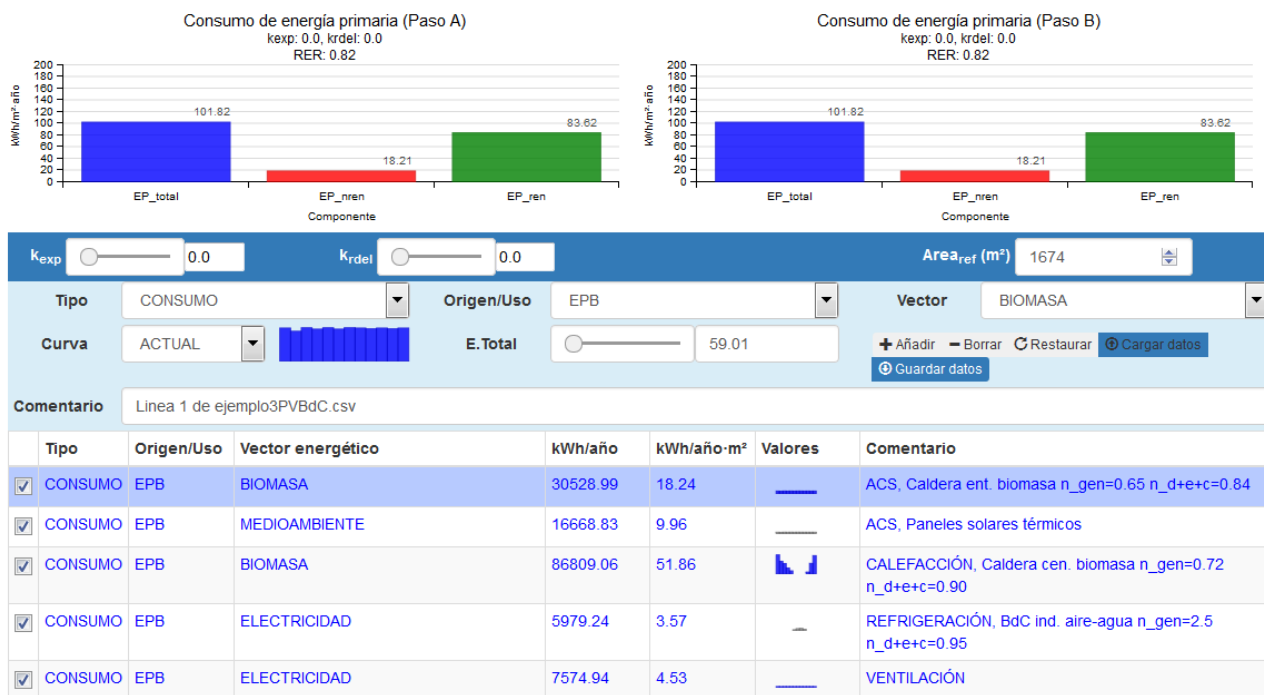 Consumo de energía primaria (Paso A)
kexp: 0.0, krdel: 0.0
RER: 0.82
kWh/m²·año
200
180
160
140
120
100
80
60
40
20
0
101.82
18.21
83.62
EP_total EP_nren EP_ren
Componente
Consumo de energía primaria (Paso B)
kexp: 0.0, krdel: 0.0
RER: 0.82
kWh/m²·año
200
180
160
140
120
100
80
60
40
20
0
101.82
18.21
83.62
EP_total EP_nren EP_ren
Componente
kexp 0.0 krdel 0.0 Arearef (m²) 1674
Tipo CONSUMO Origen/Uso EPB Vector BIOMASA
Curva ACTUAL E.Total 59.01 Añadir Borrar Restaurar Cargar datos
Guardar datos
Comentario Linea 1 de ejemplo3PVBdC.csv
Tipo Origen/Uso Vector energético kWh/año kWh/año·m² Valores Comentario
CONSUMO EPB BIOMASA 30528.99 18.24 ACS, Caldera ent. biomasa n_gen=0.65 n_d+e+c=0.84
CONSUMO EPB MEDIOAMBIENTE 16668.83 9.96 ACS, Paneles solares térmicos
CONSUMO EPB BIOMASA 86809.06 51.86 CALEFACCIÓN, Caldera cen. biomasa n_gen=0.72
n_d+e+c=0.90
CONSUMO EPB ELECTRICIDAD 5979.24 3.57 REFRIGERACIÓN, BdC ind. aire-agua n_gen=2.5
n_d+e+c=0.95
CONSUMO EPB ELECTRICIDAD 7574.94 4.53 VENTILACIÓN